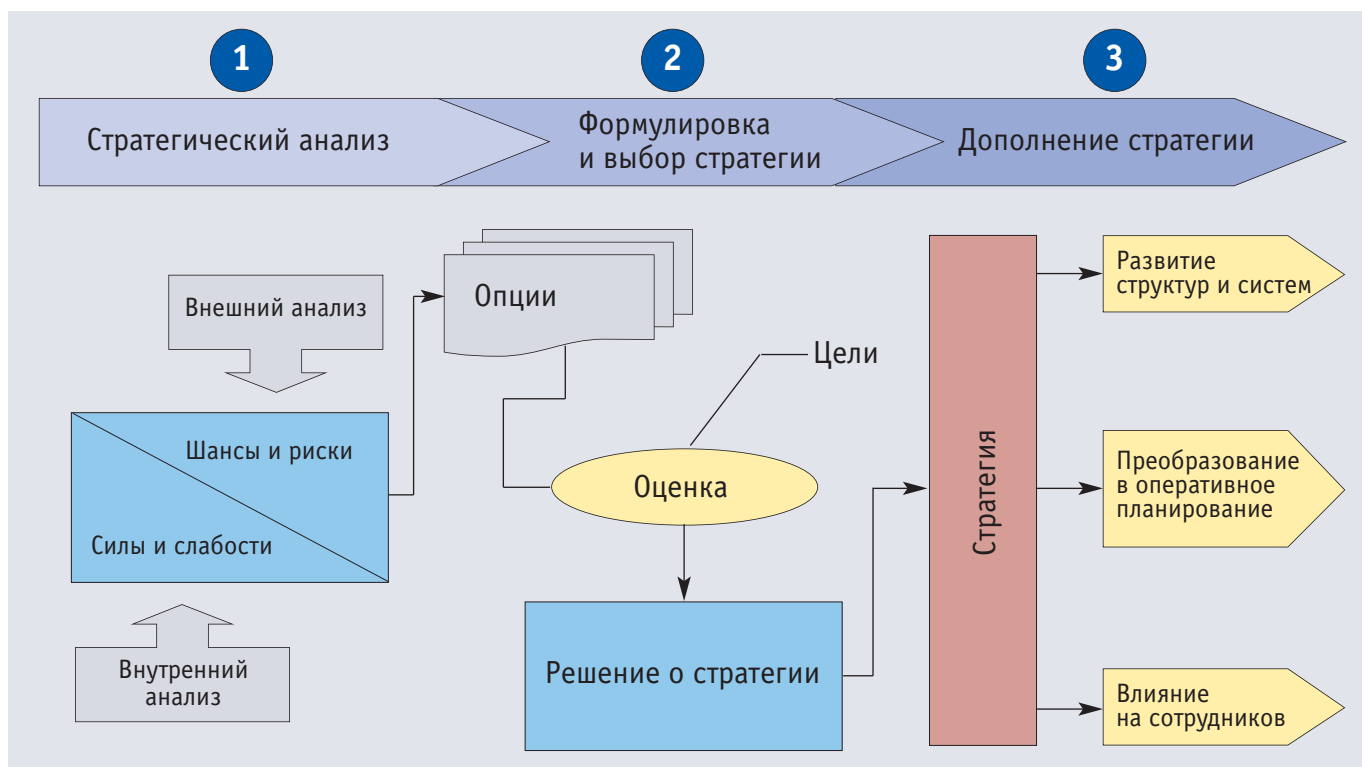 1
2
3
Стратегический анализ
Формулировка
и выбор стратегии
Дополнение стратегии
Внешний анализ
Шансы и риски
Силы и слабости
Внутренний
анализ
Опции
Цели
Оценка
Решение о стратегии
Стратегия
Развитие
структур и систем
Преобразование
в оперативное
планирование
Влияние
на сотрудников